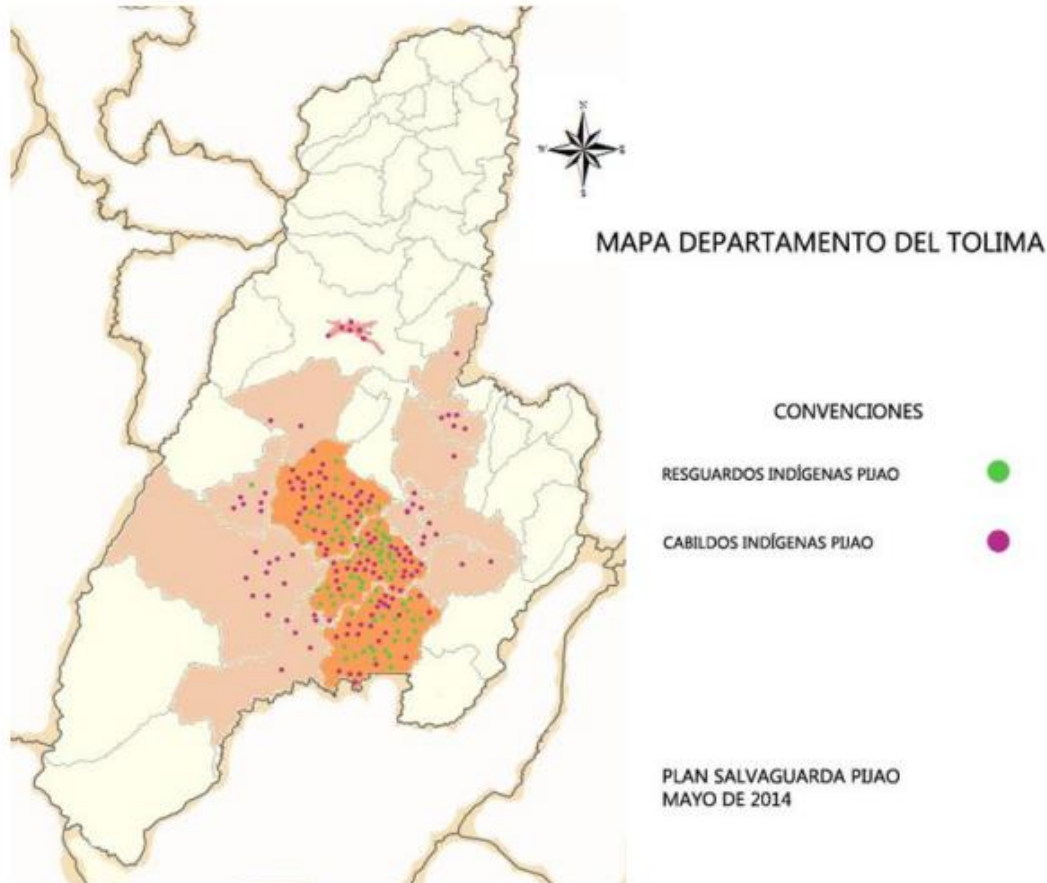 N
W
E
S
MAPA DEPARTAMENTO DEL TOLIMA
CONVENCIONES
RESGUARDOS INDÍGENAS PIJAO
CABILDOS INDÍGENAS PIJAO
PLAN SALVAGUARDA PIJAO
MAYO DE 2014